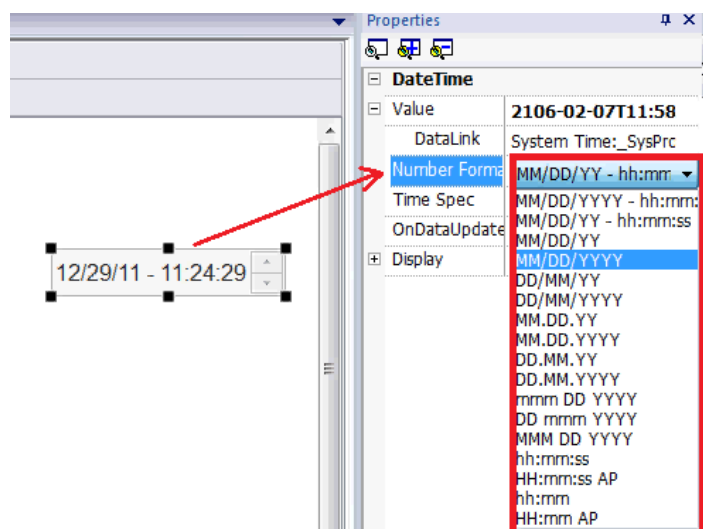 Properties
DateTime
Value 2106-02-07T11:58
DataLink System Time:_SysPrc
Number Forma MM/DD/YY - hh:mm
Time Spec MM/DD/YYYY - hh:mm:
MM/DD/YY - hh:mm:ss
OnDataUpdate MM/DD/YY
Display MM/DD/YYYY
12/29/11 - 11:24:29
DD/MM/YY
DD/MM/YYYY
MM.DD.YY
MM.DD.YYYY
DD.MM.YY
DD.MM.YYYY
mmm DD YYYY
DD mmm YYYY
MMM DD YYYY
hh:mm:ss
HH:mm:ss AP
hh:mm
HH:mm AP